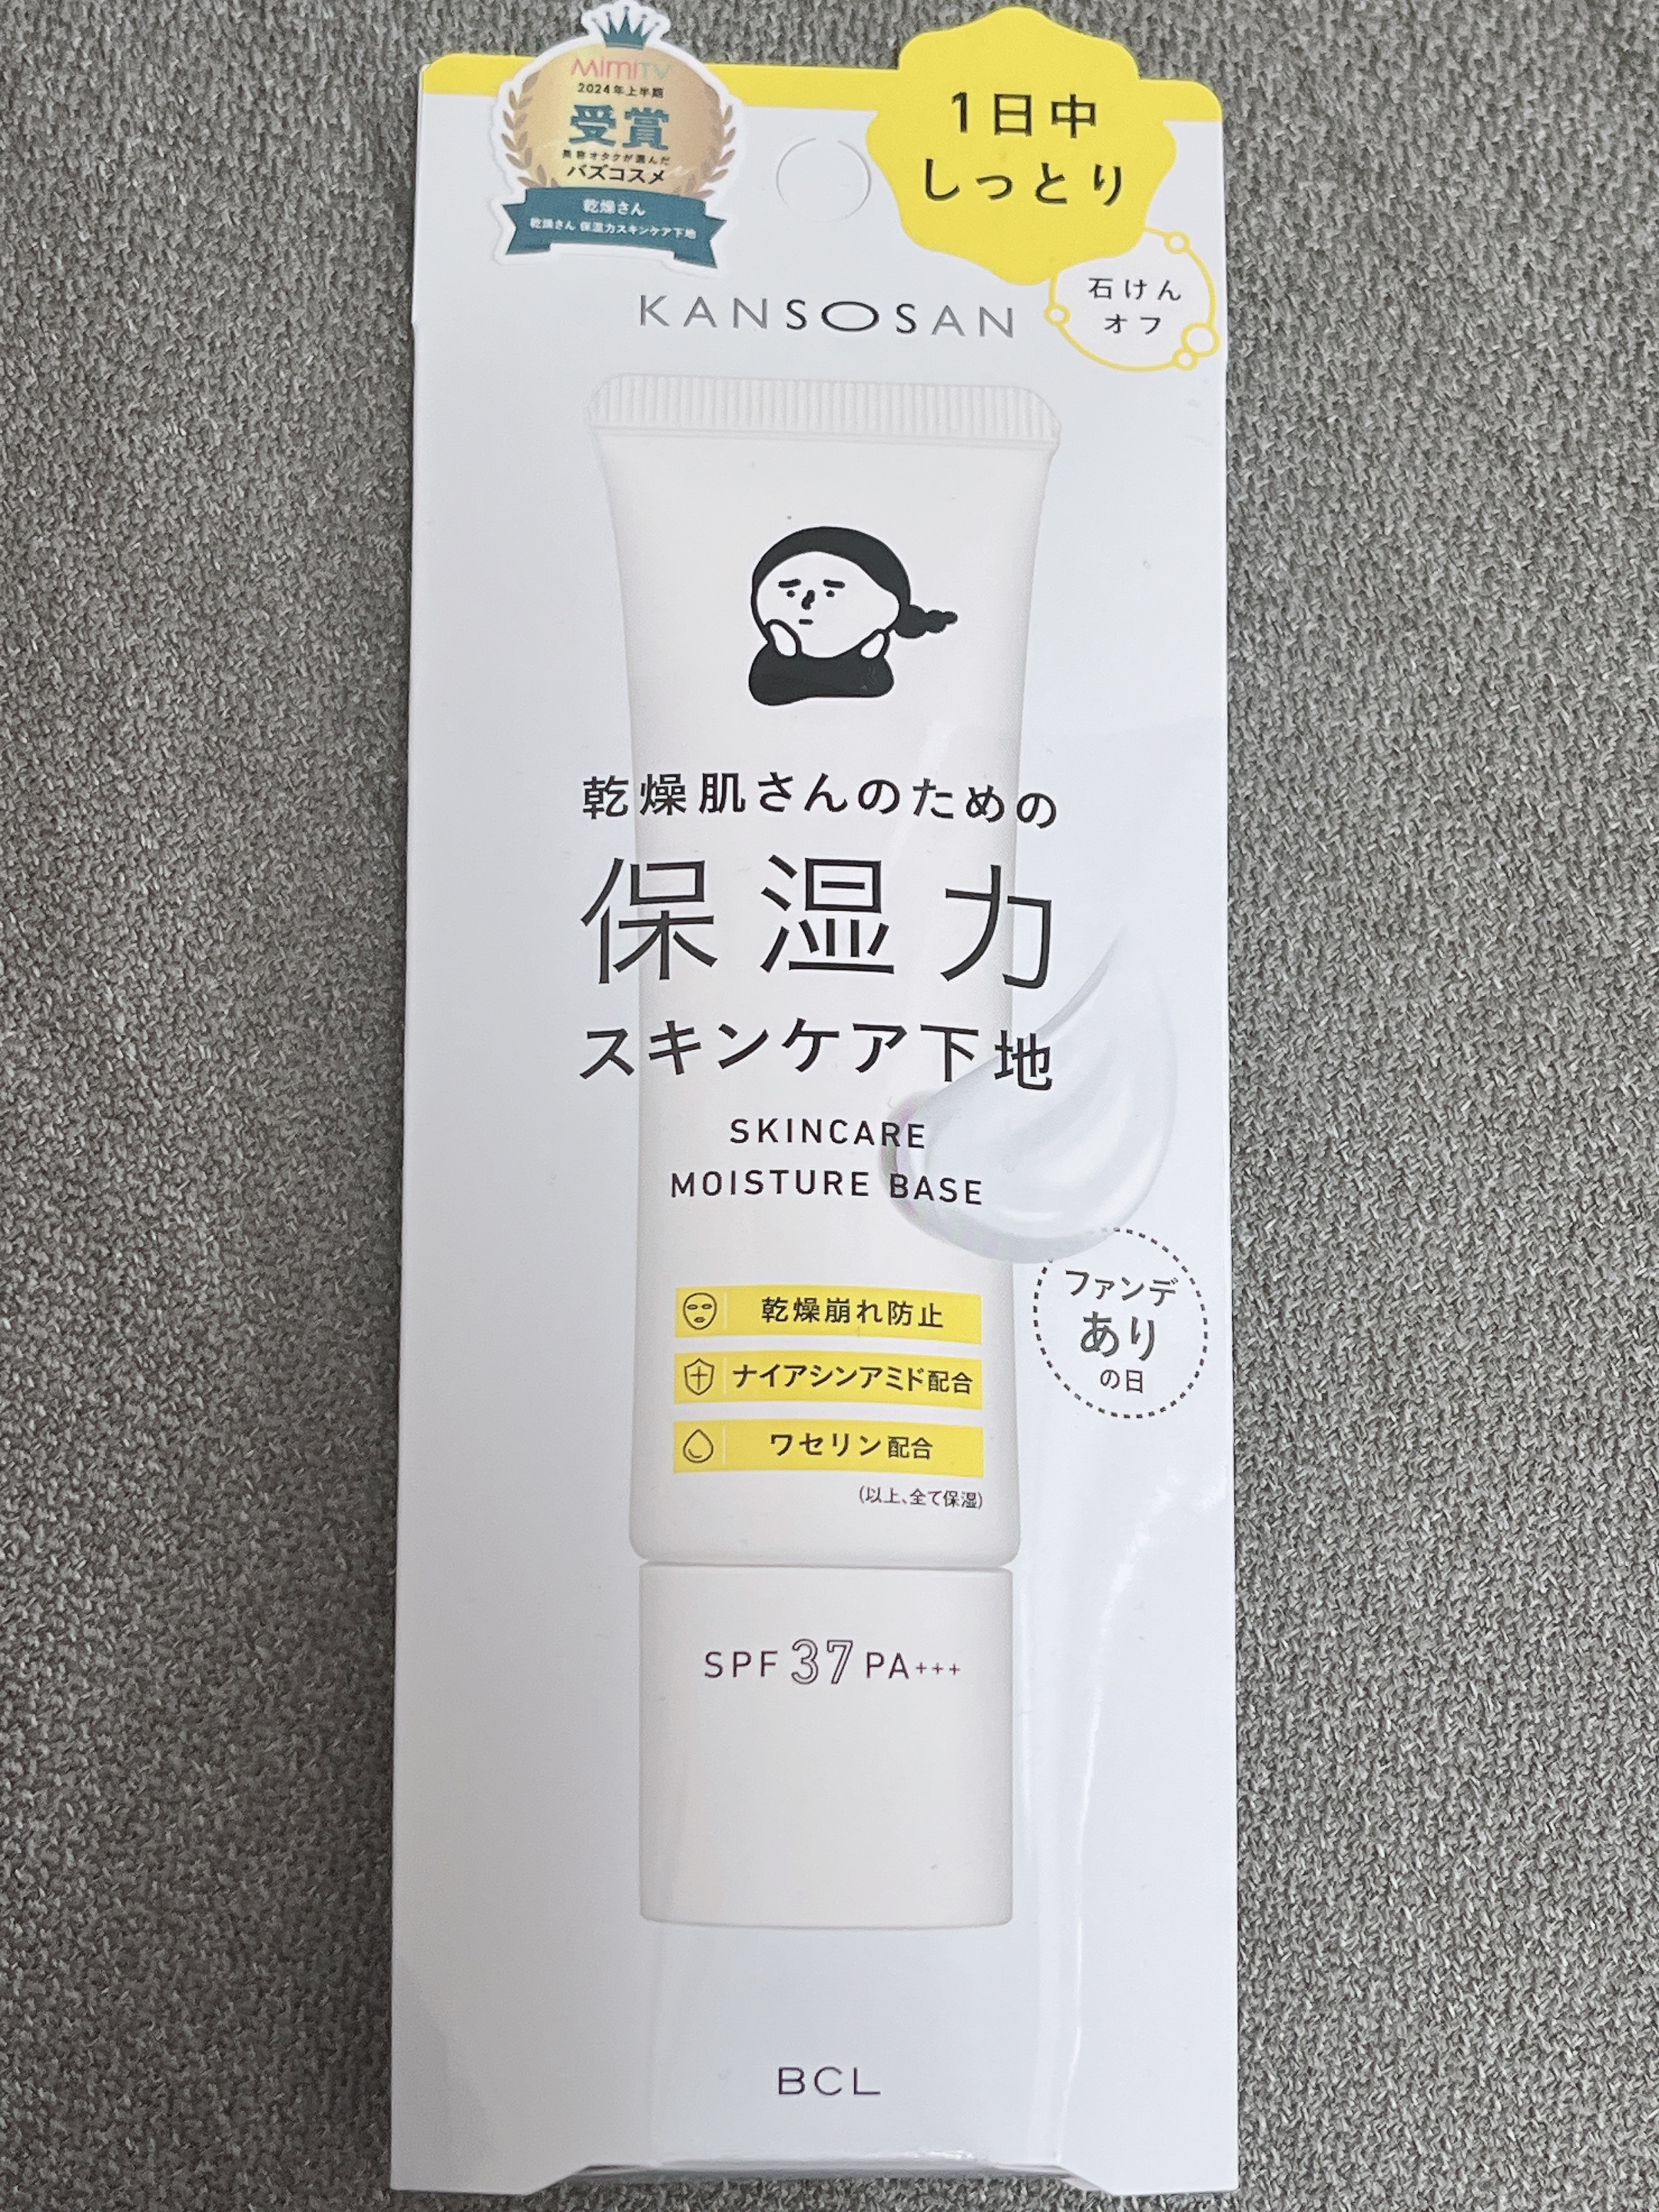 MimiTV
2024年上半期
受賞
美容オタクが選んだ
バズコスメ
乾燥さん
乾燥さん 保湿力スキンケア下地
1日中
しっとり
石けん
オフ
KANSOSAN
乾燥肌さんのための
保湿力
スキンケア下地
SKINCARE
MOISTURE BASE
乾燥崩れ防止
ナイアシンアミド配合
ワセリン配合
(以上、全て保湿)
ファンデ
あり
の日
SPF 37 PA+++
BCL